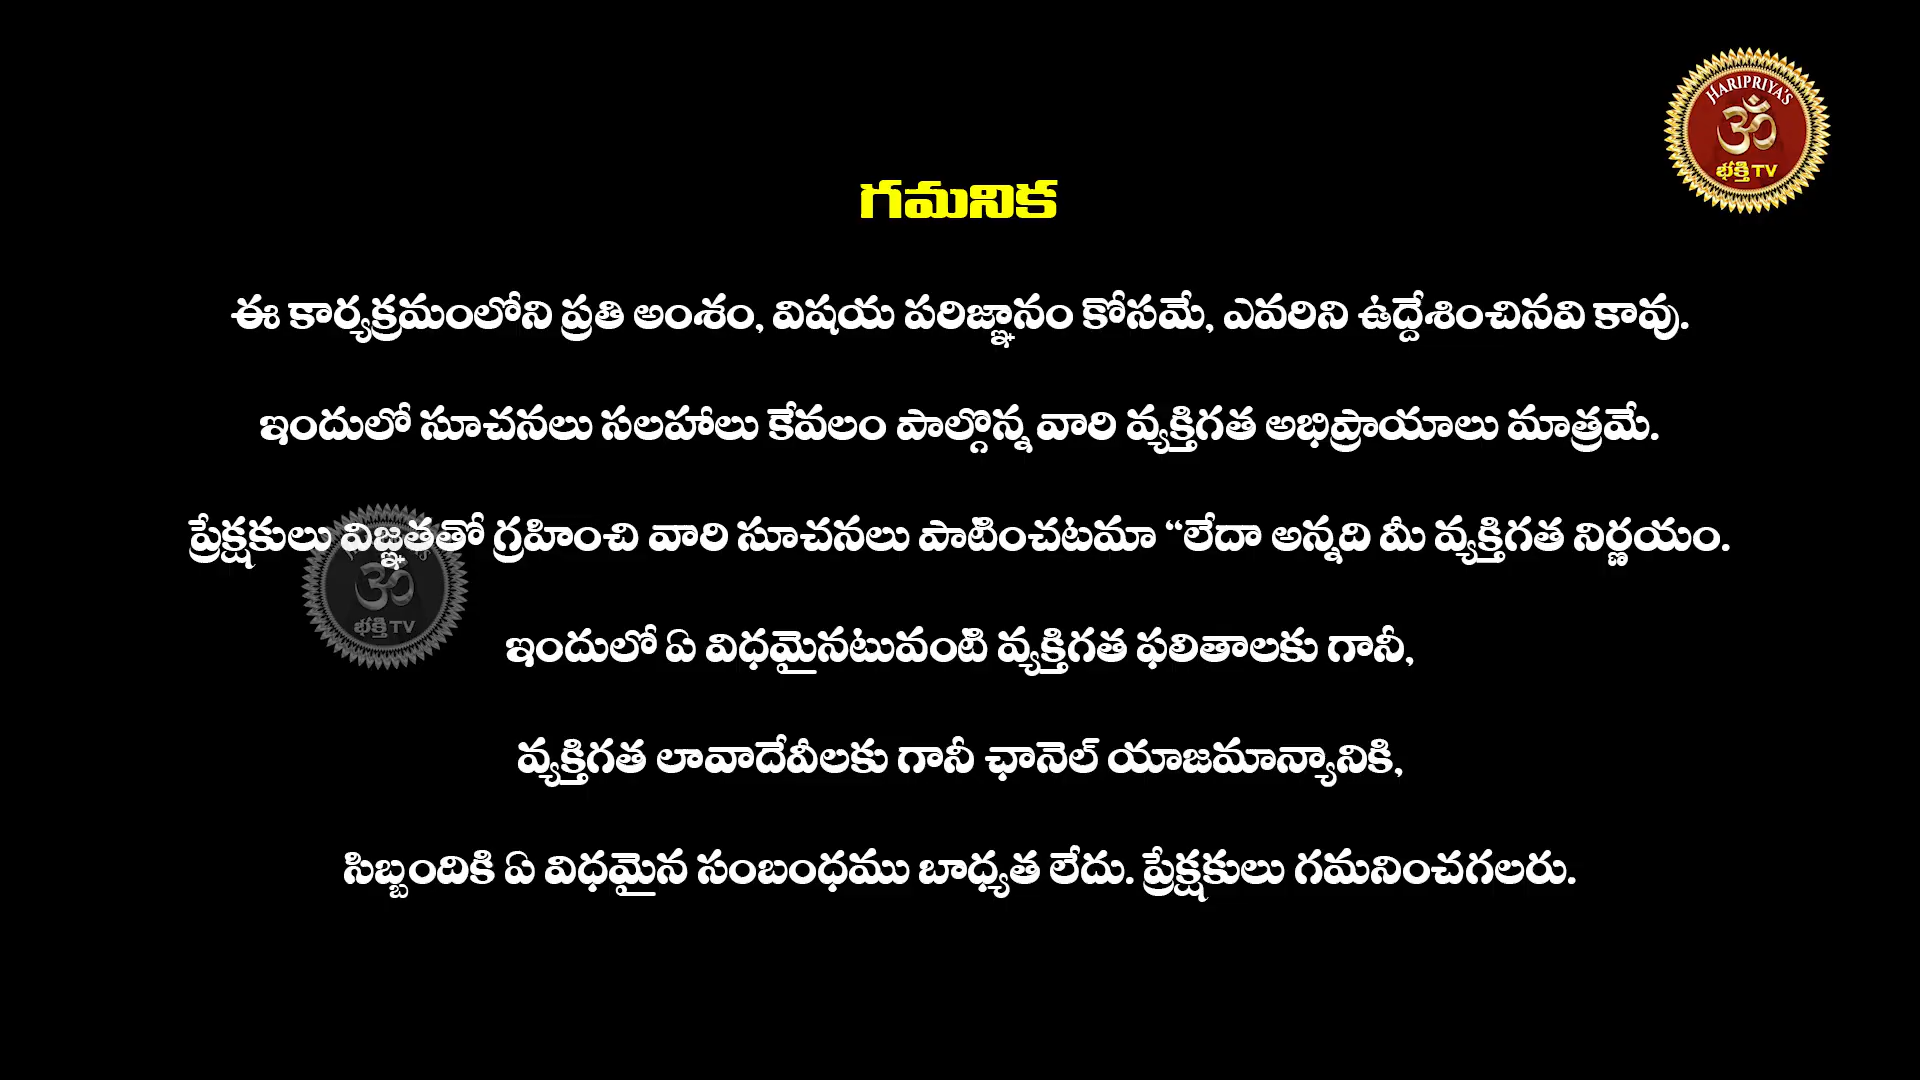 HARIPRIYA'S
ॐ
భక్తి TV
గమనిక
ఈ కార్యక్రమంలోని ప్రతి అంశం, విషయ పరిజ్ఞానం కోసమే, ఎవరిని ఉద్దేశించినవి కావు.
ఇందులో సూచనలు సలహాలు కేవలం పాల్గొన్న వారి వ్యక్తిగత అభిప్రాయాలు మాత్రమే.
ప్రేక్షకులు విజ్ఞతతో గ్రహించి వారి సూచనలు పాటించటమా “లేదా అన్నది మీ వ్యక్తిగత నిర్ణయం.
ॐ
భక్తి TV
ఇందులో ఏ విధమైనటువంటి వ్యక్తిగత ఫలితాలకు గానీ,
వ్యక్తిగత లావాదేవీలకు గానీ ఛానెల్ యాజమాన్యానికి,
సిబ్బందికి ఏ విధమైన సంబంధము బాధ్యత లేదు. ప్రేక్షకులు గమనించగలరు.